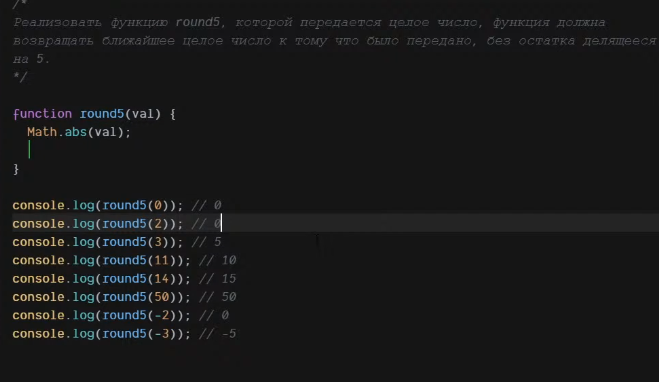 /*
Реализовать функцию round5, которой передается целое число, функция должна
возвращать ближайшее целое число к тому что было передано, без остатка делящееся
на 5.
*/
function round5(val) {
Math.abs(val);
}
console.log(round5(0)); // 0
console.log(round5(2)); // 0
console.log(round5(3)); // 5
console.log(round5(11)); // 10
console.log(round5(14)); // 15
console.log(round5(50)); // 50
console.log(round5(-2)); // 0
console.log(round5(-3)); // -5